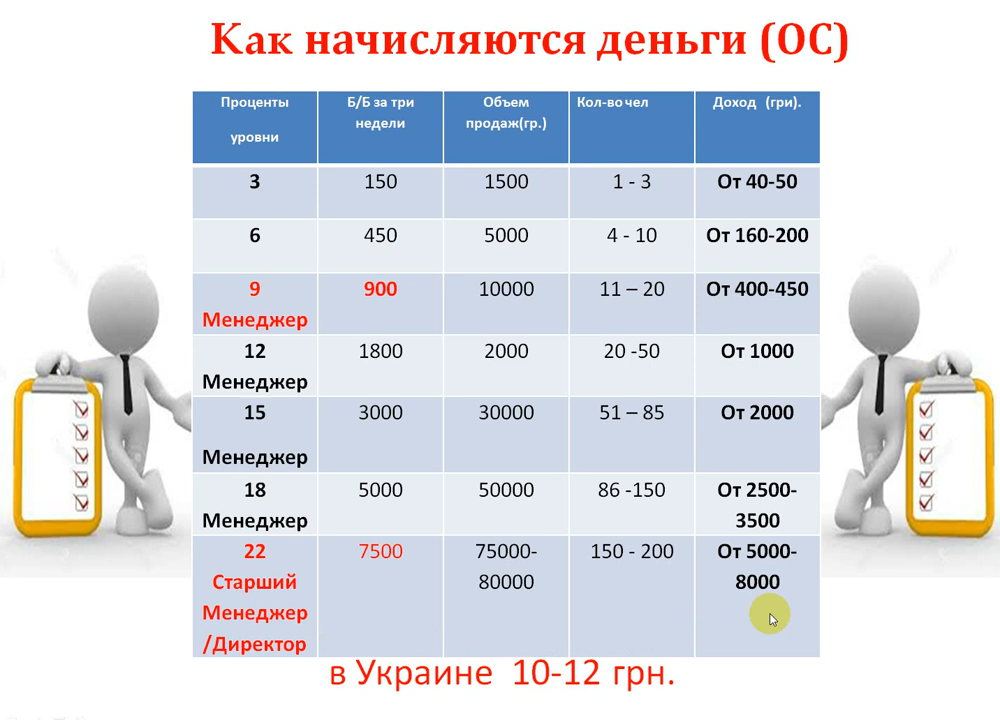 Как начисляются деньги (ОС)
Проценты уровни | Б/Б за три недели | Объем продаж(гр.) | Кол-во чел | Доход (гри).
3 | 150 | 1500 | 1 - 3 | От 40-50
6 | 450 | 5000 | 4 - 10 | От 160-200
9 Менеджер | 900 | 10000 | 11 – 20 | От 400-450
12 Менеджер | 1800 | 2000 | 20 -50 | От 1000
15 Менеджер | 3000 | 30000 | 51 – 85 | От 2000
18 Менеджер | 5000 | 50000 | 86 -150 | От 2500-3500
22 Старший Менеджер /Директор | 7500 | 75000-80000 | 150 - 200 | От 5000-8000
в Украине 10-12 грн.